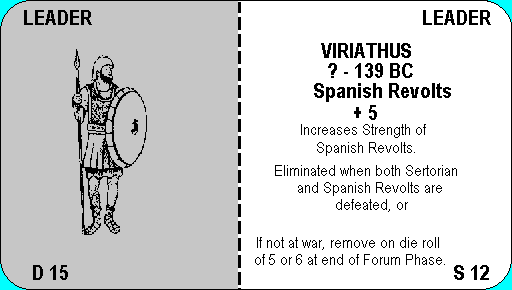 LEADER
D 15
LEADER
VIRIATHUS
? - 139 BC
Spanish Revolts
+ 5
Increases Strength of
Spanish Revolts.
Eliminated when both Sertorian
and Spanish Revolts are
defeated, or
If not at war, remove on die roll
of 5 or 6 at end of Forum Phase.
S 12